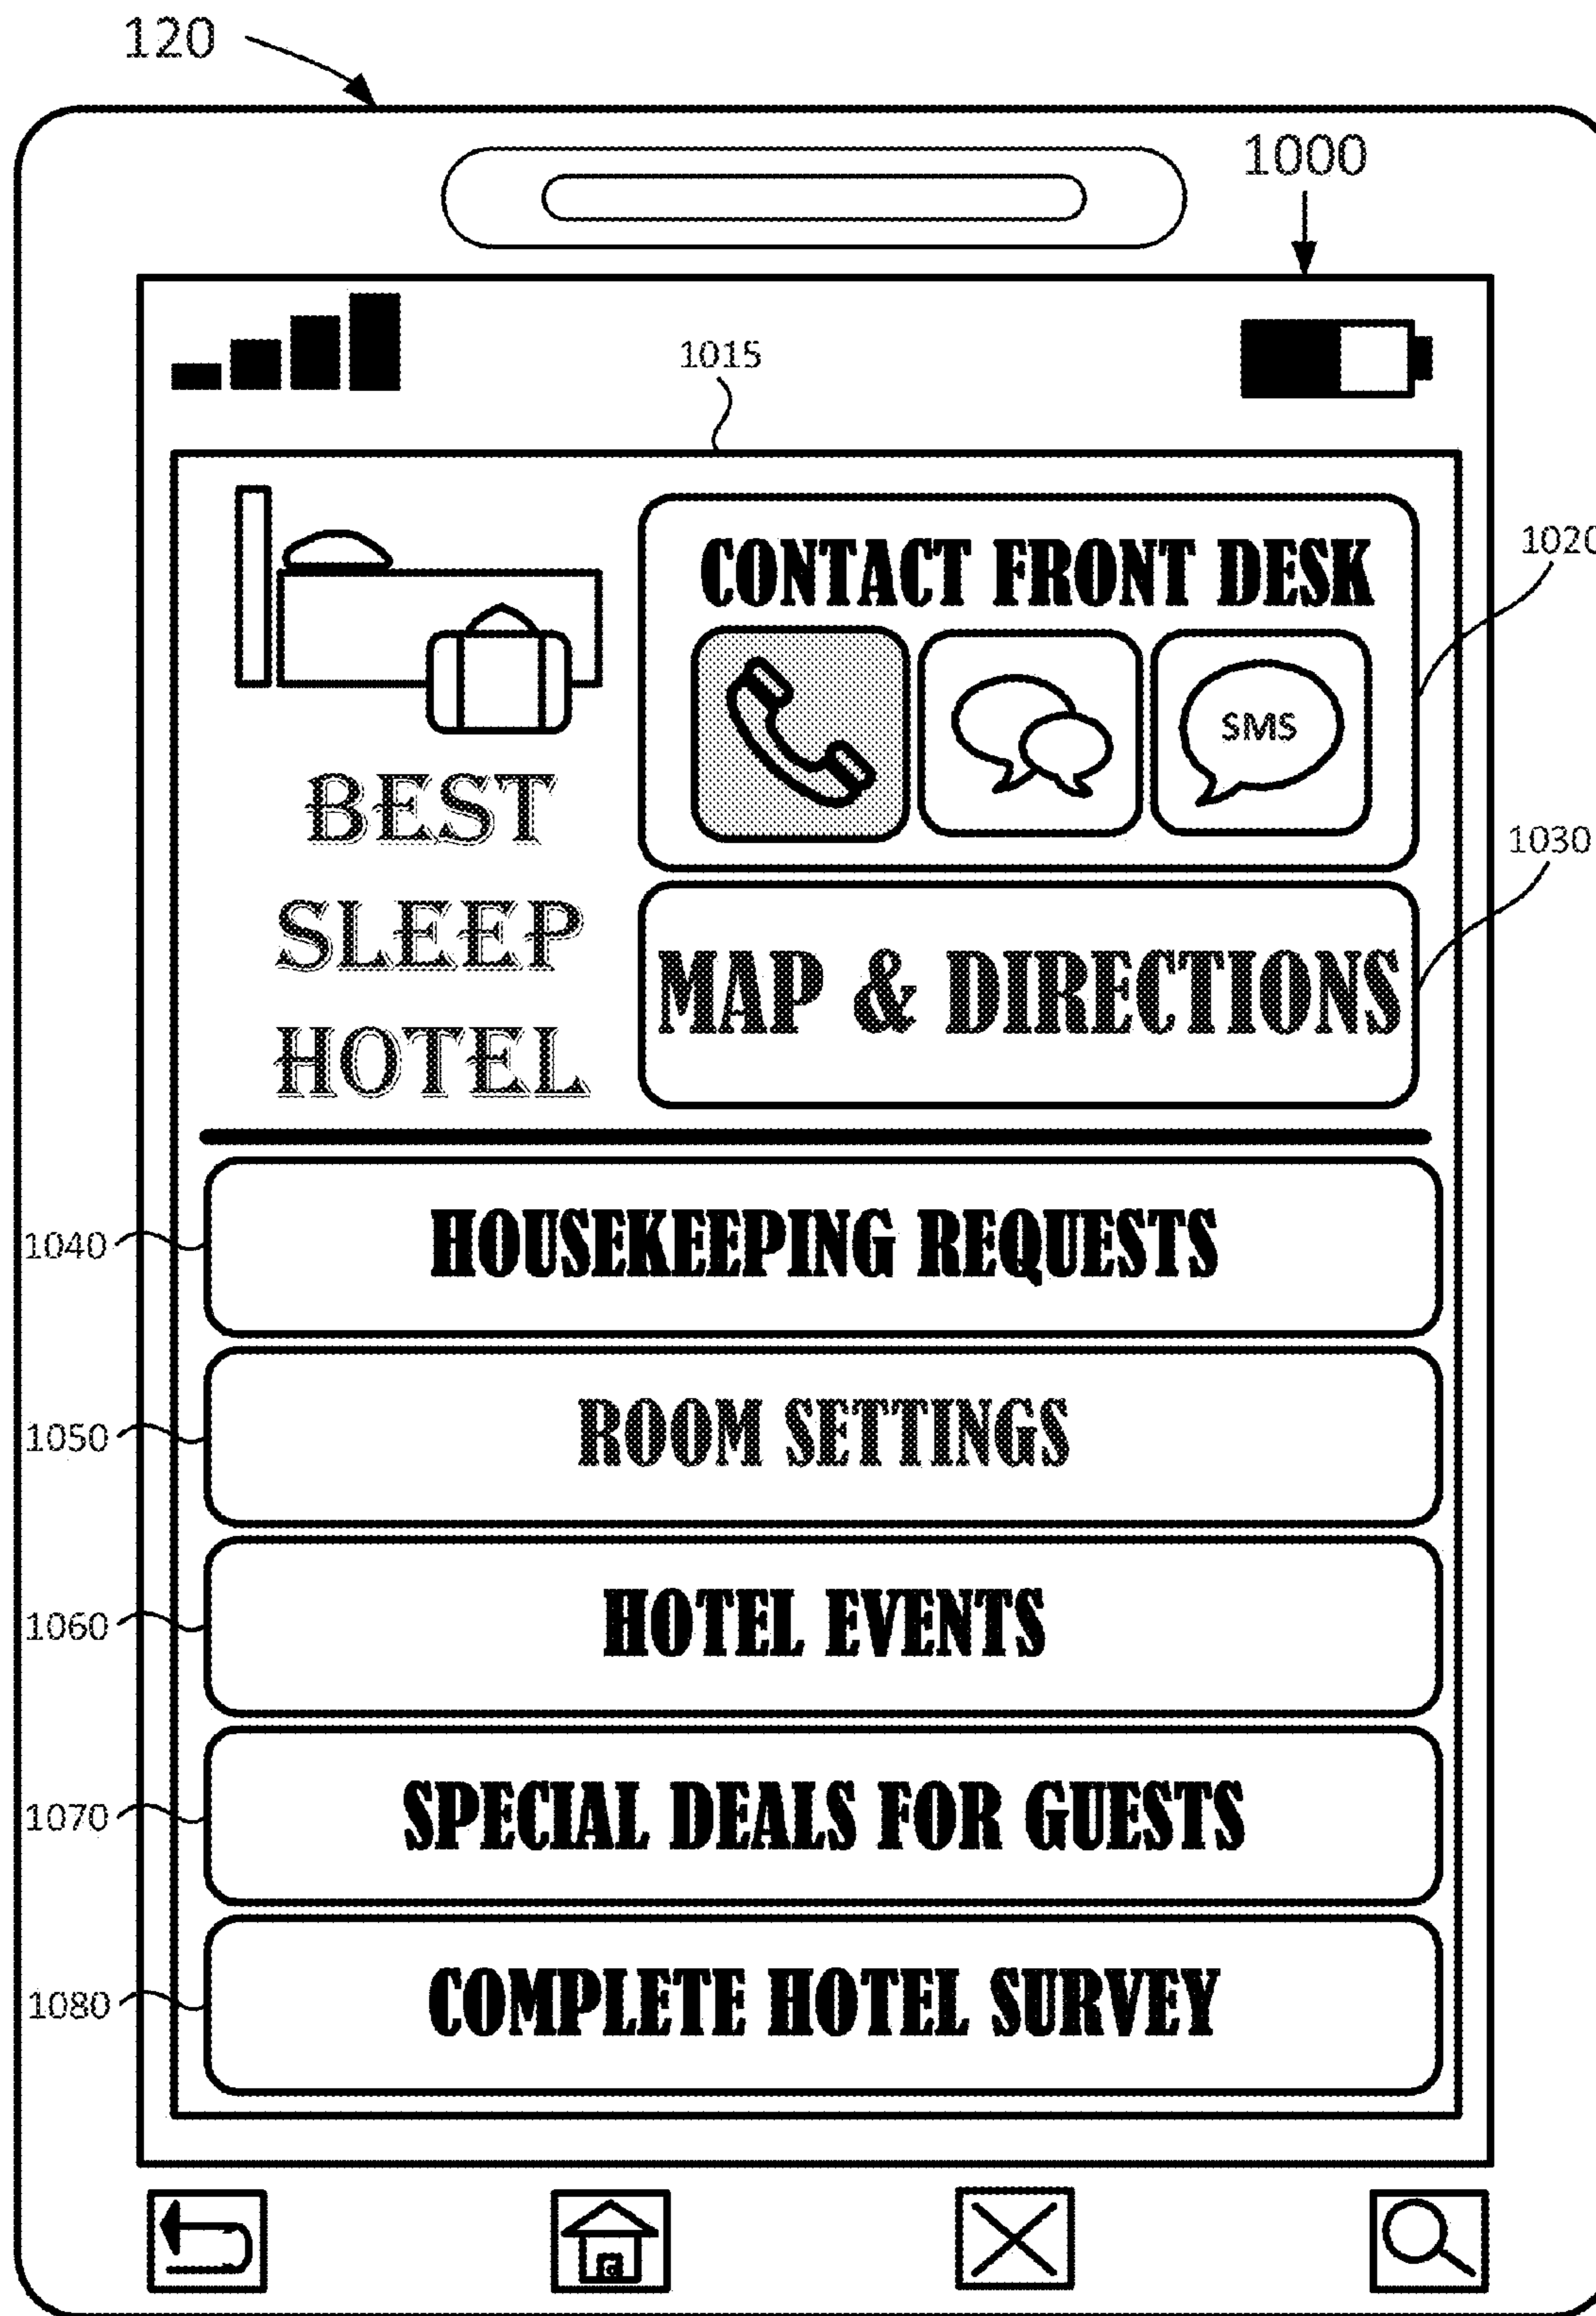 120
1000
1015
CONTACT FRONT DESK
1020
SMS
BEST
SLEEP
HOTEL
1030
MAP & DIRECTIONS
1040
HOUSEKEEPING REQUESTS
1050
ROOM SETTINGS
1060
HOTEL EVENTS
1070
SPECIAL DEALS FOR GUESTS
1080
COMPLETE HOTEL SURVEY